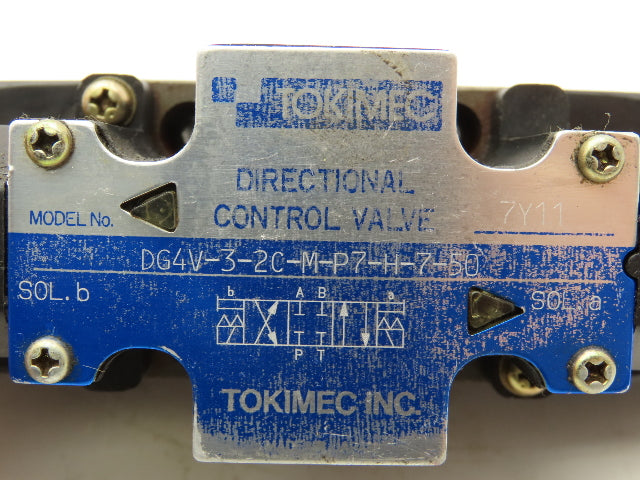 TOKIMEC
DIRECTIONAL
CONTROL VALVE
MODEL No.
7Y11
DG4V-3-2C-M-P7-H-7-50
SOL.b
SOL.a
b A B a
P T
TOKIMEC INC.